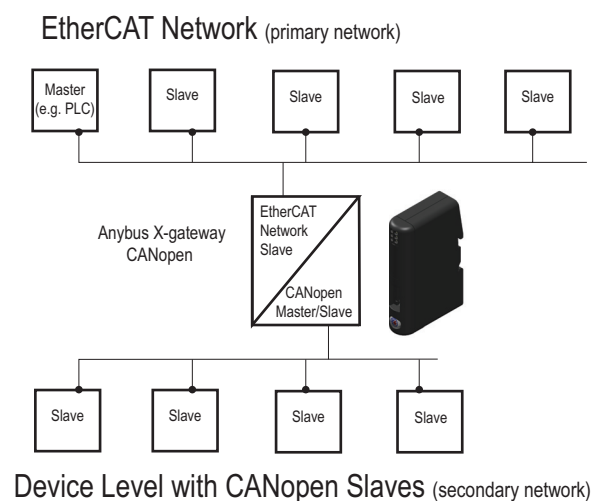 EtherCAT Network (primary network)
Master
(e.g. PLC)
Slave
Slave
Slave
Slave
Anybus X-gateway
CANopen
EtherCAT
Network
Slave
CANopen
Master/Slave
Slave
Slave
Slave
Slave
Device Level with CANopen Slaves (secondary network)